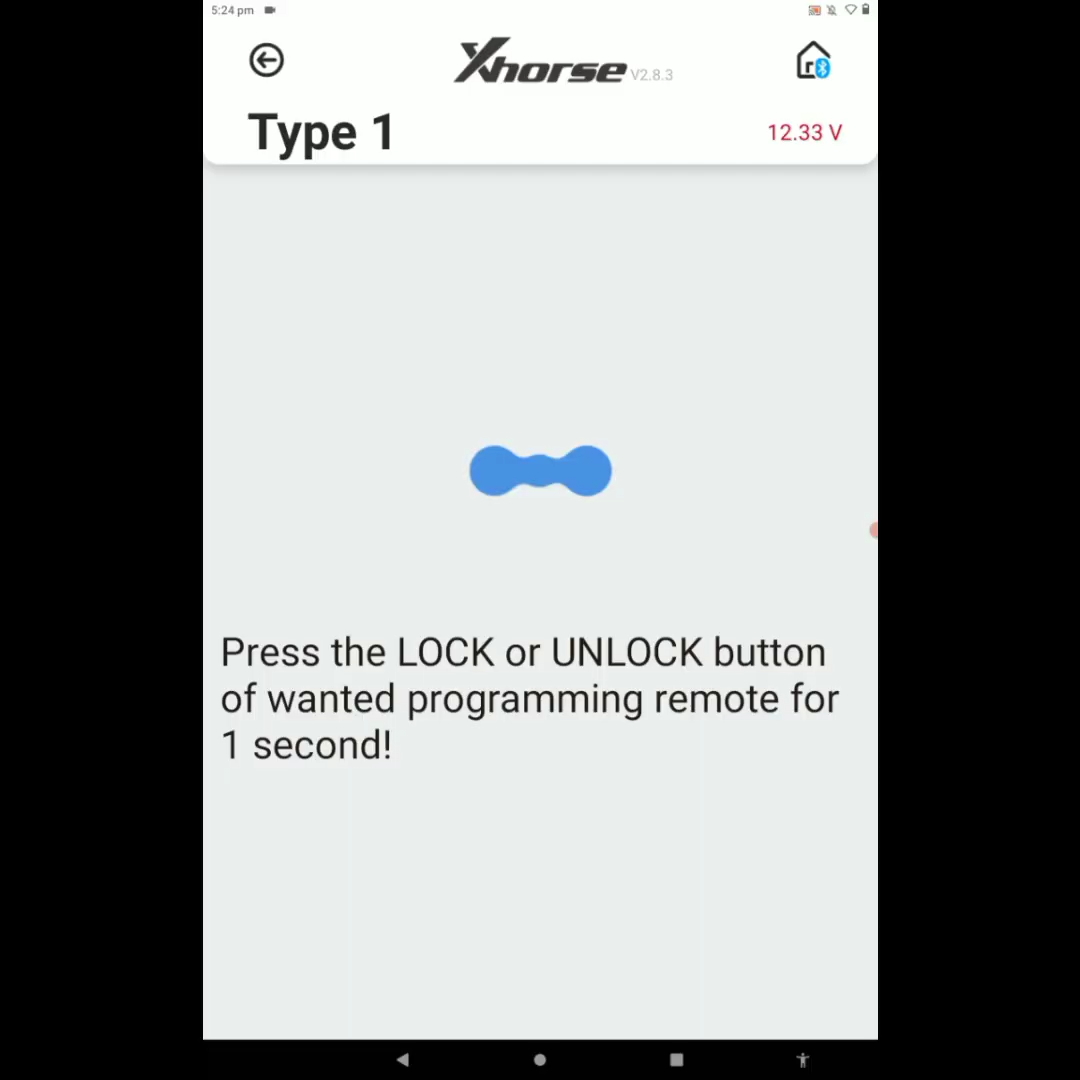 5:24 pm
Xhorse V2.8.3
Type 1
12.33 V
Press the LOCK or UNLOCK button
of wanted programming remote for
1 second!